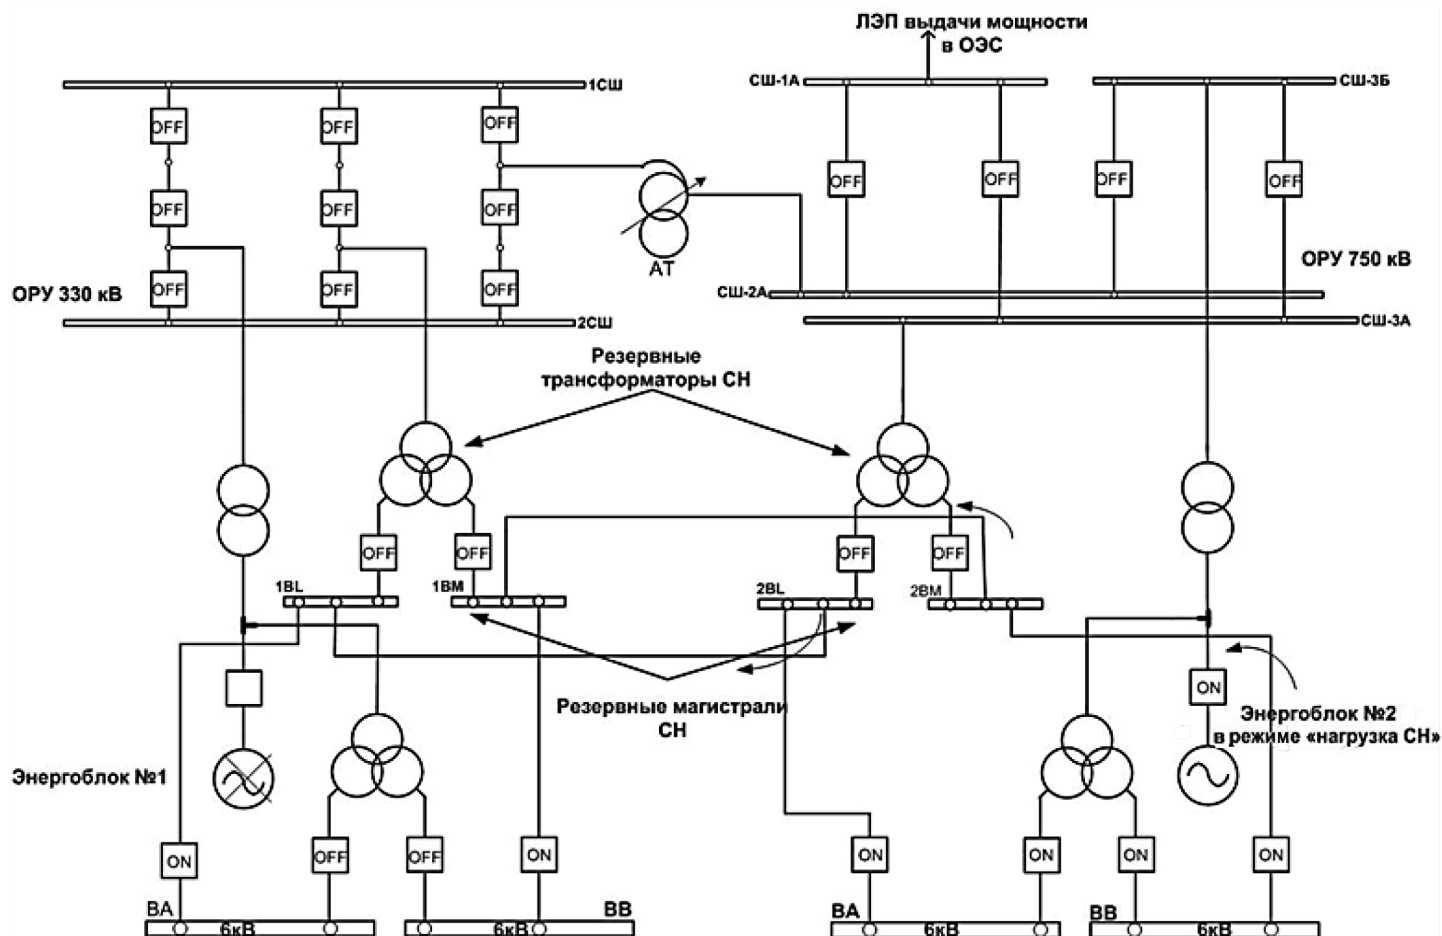 ЛЭП выдачи мощности
в ОЭС
1СШ
СШ-1А
СШ-3Б
OFF
OFF
OFF
OFF
OFF
OFF
OFF
OFF
OFF
OFF
АТ
ОРУ 750 кВ
ОРУ 330 кВ
OFF
OFF
OFF
СШ-2А
2СШ
СШ-3А
Резервные
трансформаторы СН
OFF
OFF
OFF
OFF
1BL
1BM
2BL
2BM
ON
Резервные магистрали
СН
Энергоблок №2
в режиме «нагрузка СН»
Энергоблок №1
ON
OFF
OFF
ON
ON
ON
ON
ON
BA
6кВ
6кВ
BB
BA
6кВ
BB
6кВ